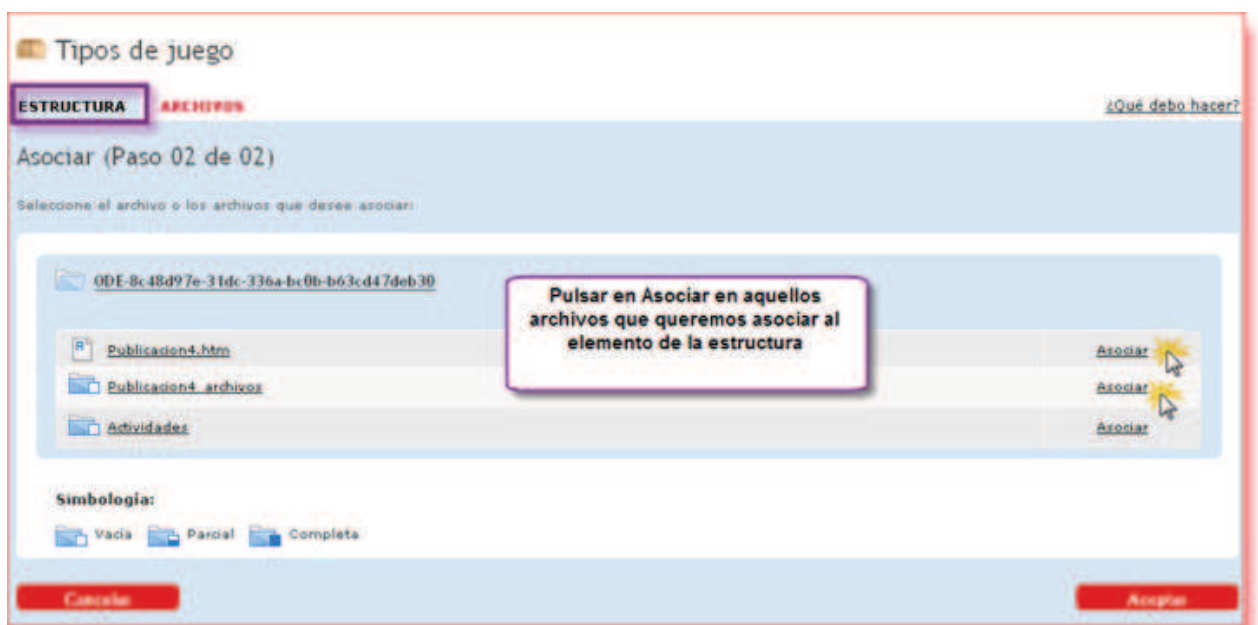 Tipos de juego
ESTRUCTURA ARCHIVOS ¿Qué debo hacer?
Asociar (Paso 02 de 02)
Seleccione el archivo o los archivos que desee asociar:
ODE-8c48d97e-31dc-336a-bc0b-b63cd47deb30
Pulsar en Asociar en aquellos
archivos que queremos asociar al
elemento de la estructura
Publicacion4.htm Asociar
Publicacion4_archivos Asociar
Actividades Asociar
Simbología:
Vacía Parcial Completa
Cancelar Aceptar